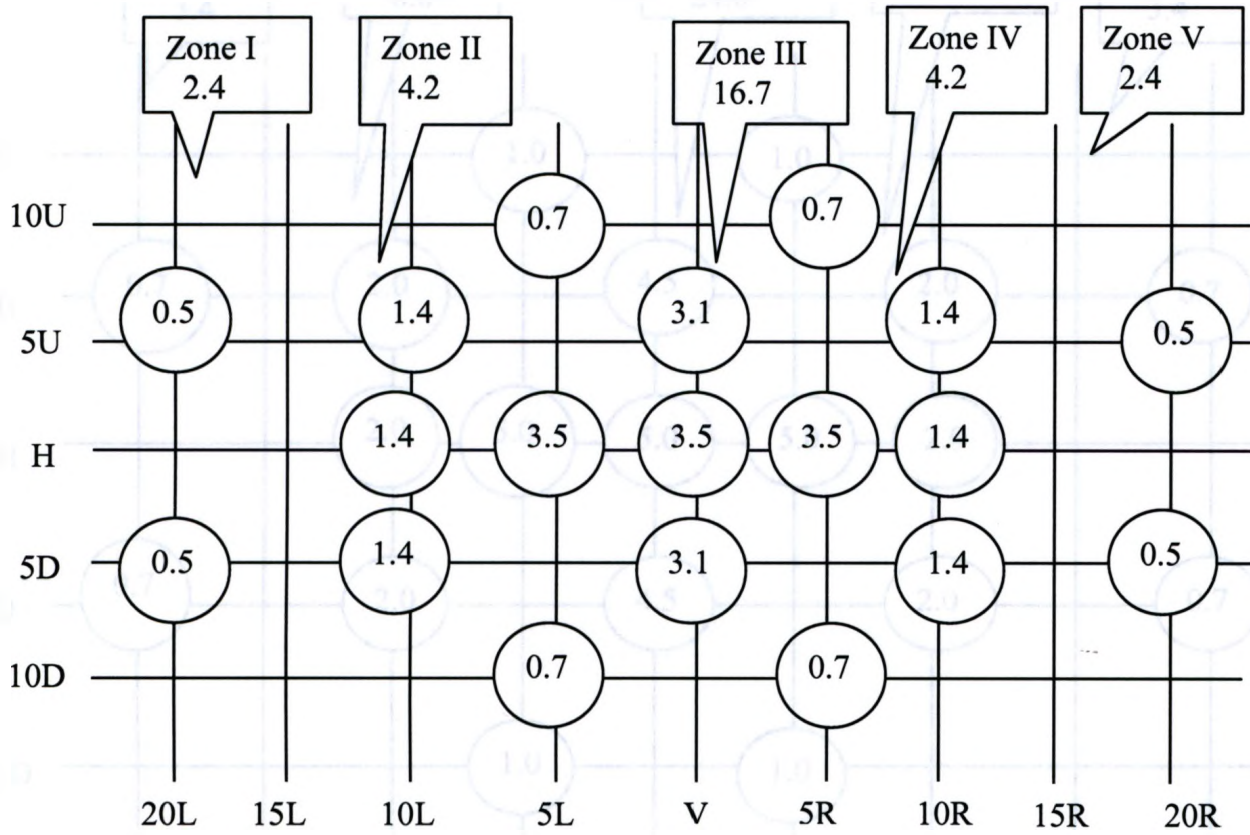 Zone I
2.4
Zone II
4.2
Zone III
16.7
Zone IV
4.2
Zone V
2.4
10U
0.7 0.7
0.5 1.4 3.1 1.4 0.5
5U
1.4 3.5 3.5 3.5 1.4
H
5D
0.5 1.4 3.1 1.4 0.5
10D
0.7 0.7
20L 15L 10L 5L V 5R 10R 15R 20R